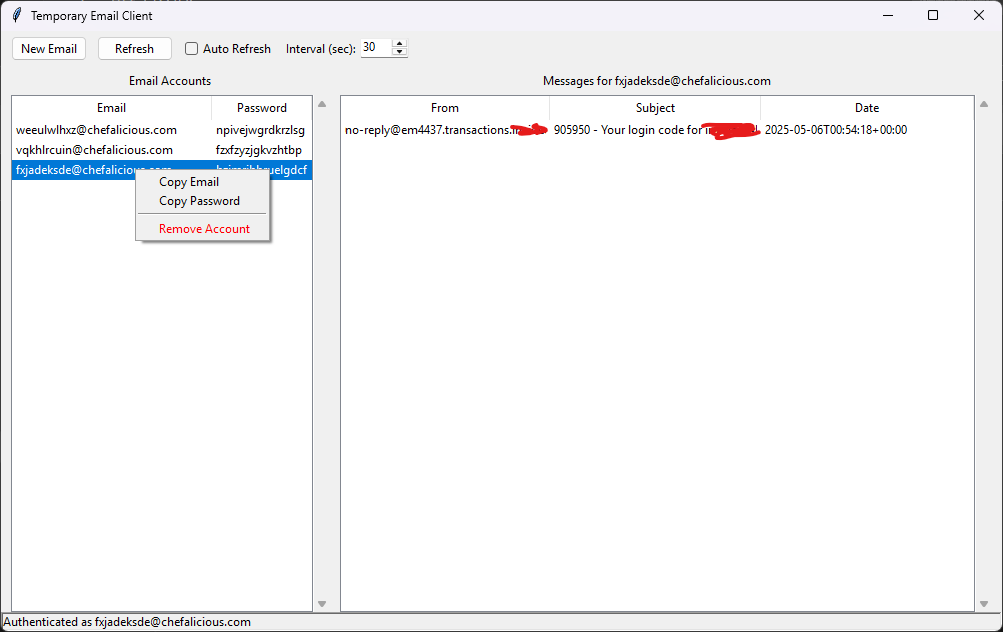 Temporary Email Client
New Email Refresh Auto Refresh Interval (sec): 30
Email Accounts
Messages for fxjadeksde@chefalicious.com
Email Password
From Subject Date
weeulwlhxz@chefalicious.com npivejwgrdkrzlsg
no-reply@em4437.transactions. 905950 - Your login code for 2025-05-06T00:54:18+00:00
vqkhlrcuin@chefalicious.com fzxfzyzjgkvzhtbp
fxjadeksde@chefalicious.com
Copy Email
Copy Password
Remove Account
Authenticated as fxjadeksde@chefalicious.com